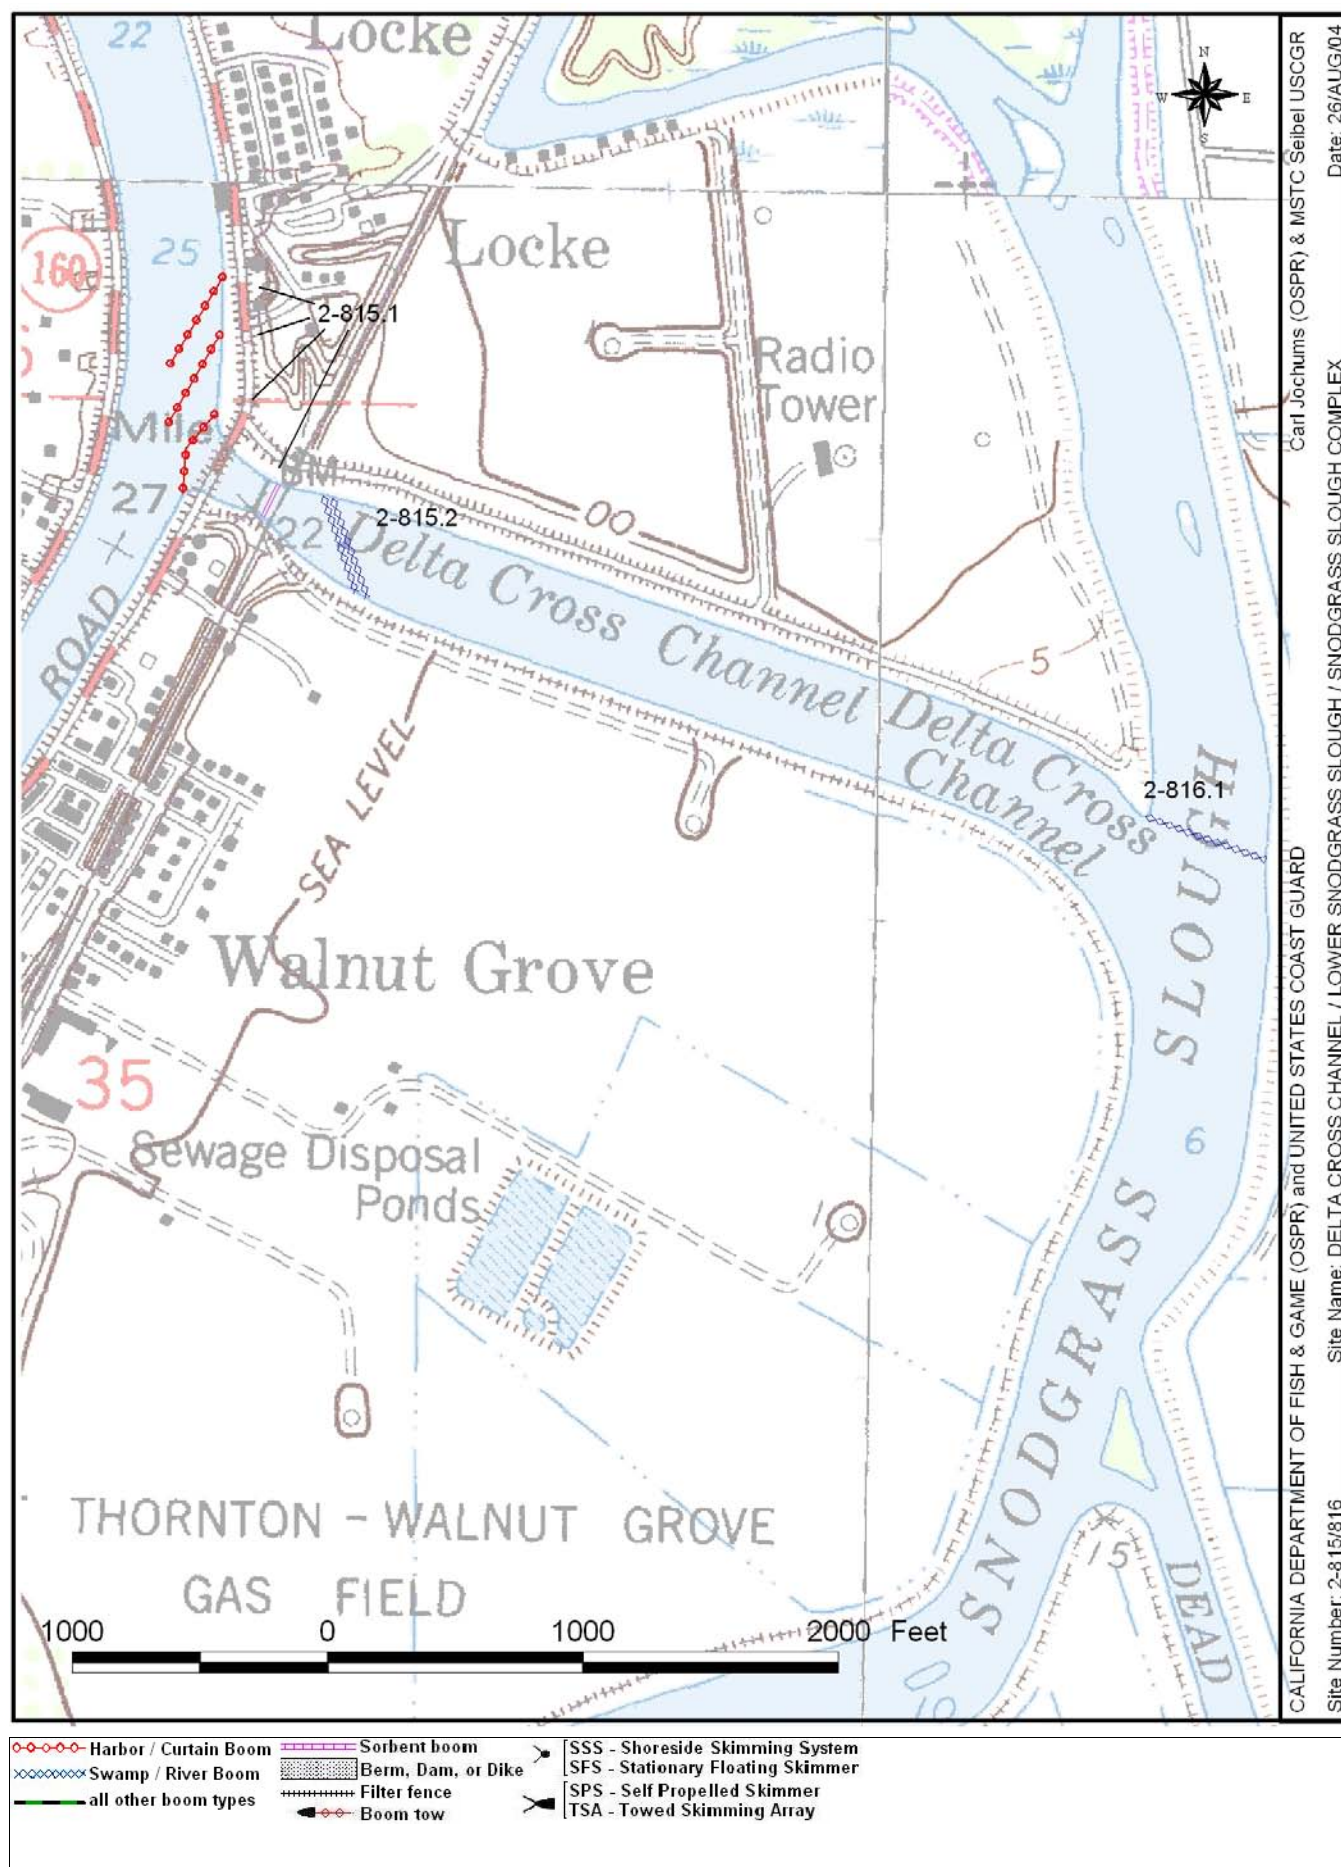 22
Locke
N
W E
S
25
160
Locke
2-815.1
Radio
Tower
Mile
27
2-815.2
22
Delta Cross Channel
Delta Cross
Channel
5
ROAD
2-816.1
SEA LEVEL
Walnut Grove
35
Sewage Disposal
Ponds
6
SNODGRASS SLOUGH
15
DEAD
THORNTON - WALNUT GROVE
GAS FIELD
1000 0 1000 2000 Feet
CALIFORNIA DEPARTMENT OF FISH & GAME (OSPR) and UNITED STATES COAST GUARD Carl Jochums (OSPR) & MSTC Seibel USCGR
Site Number: 2-815/816 Site Name: DELTA CROSS CHANNEL / LOWER SNODGRASS SLOUGH / SNODGRASS SLOUGH COMPLEX Date: 26/AUG/04
Harbor / Curtain Boom
Swamp / River Boom
all other boom types
Sorbent boom
Berm, Dam, or Dike
Filter fence
Boom tow
SSS - Shoreside Skimming System
SFS - Stationary Floating Skimmer
SPS - Self Propelled Skimmer
TSA - Towed Skimming Array